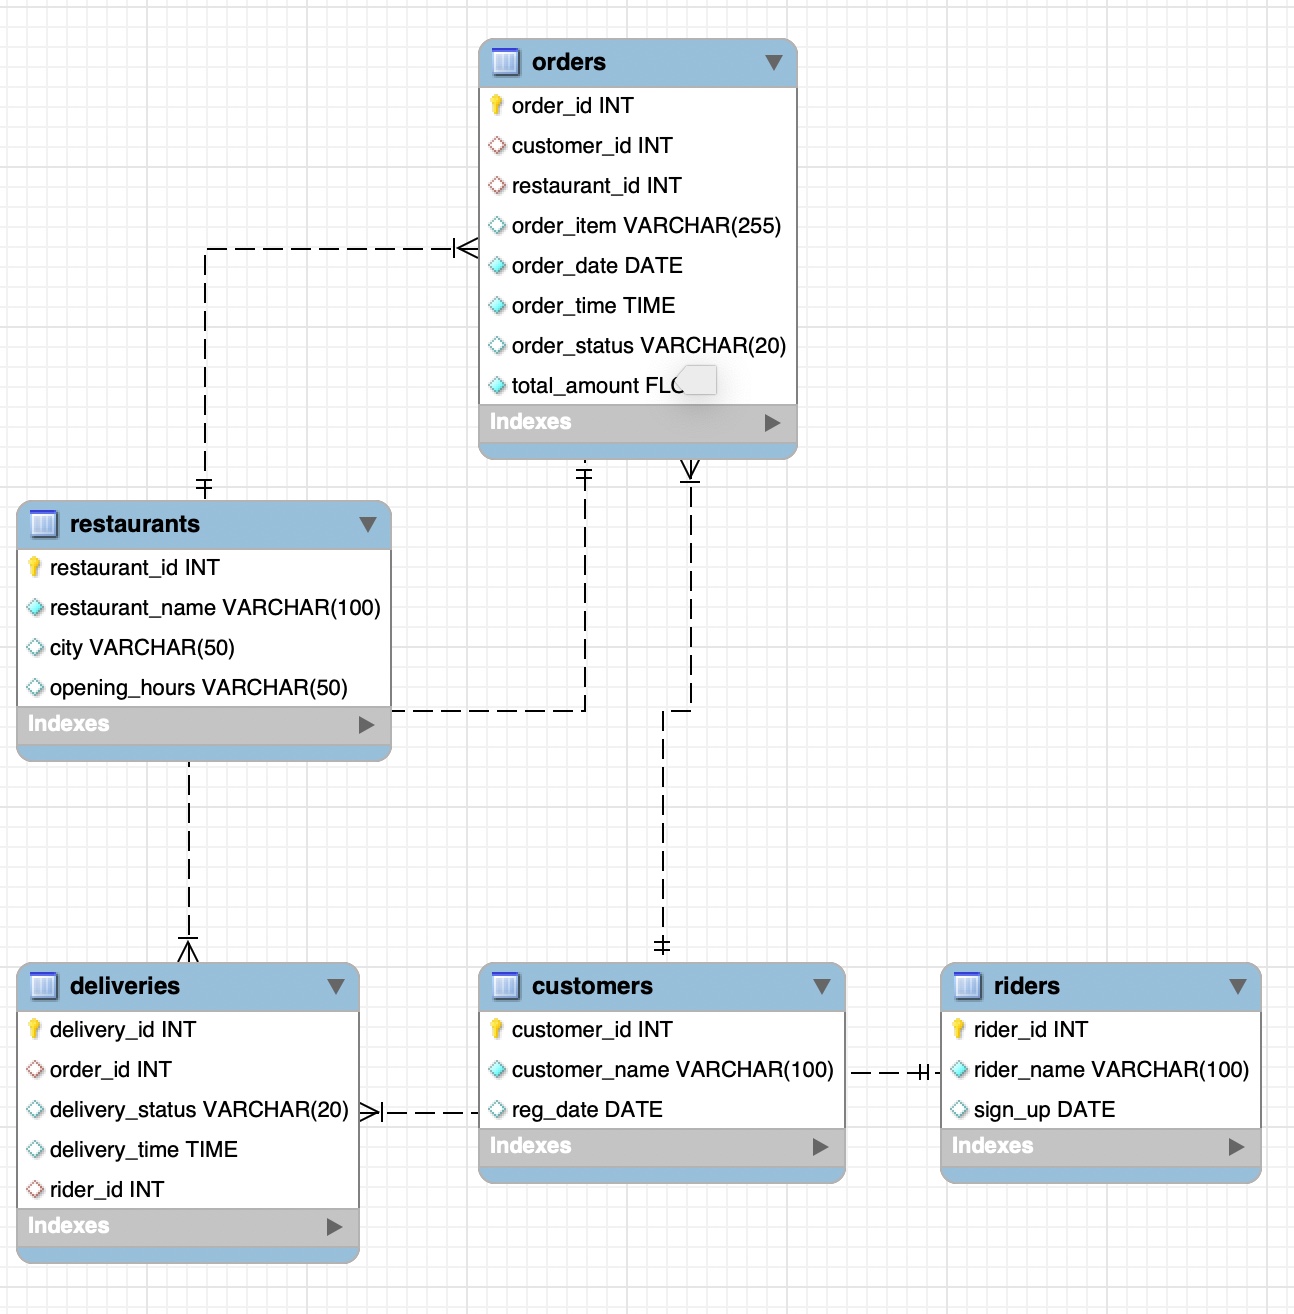 orders
order_id INT
customer_id INT
restaurant_id INT
order_item VARCHAR(255)
order_date DATE
order_time TIME
order_status VARCHAR(20)
total_amount
Indexes
restaurants
restaurant_id INT
restaurant_name VARCHAR(100)
city VARCHAR(50)
opening_hours VARCHAR(50)
Indexes
deliveries
delivery_id INT
order_id INT
delivery_status VARCHAR(20)
delivery_time TIME
rider_id INT
Indexes
customers
customer_id INT
customer_name VARCHAR(100)
reg_date DATE
Indexes
riders
rider_id INT
rider_name VARCHAR(100)
sign_up DATE
Indexes